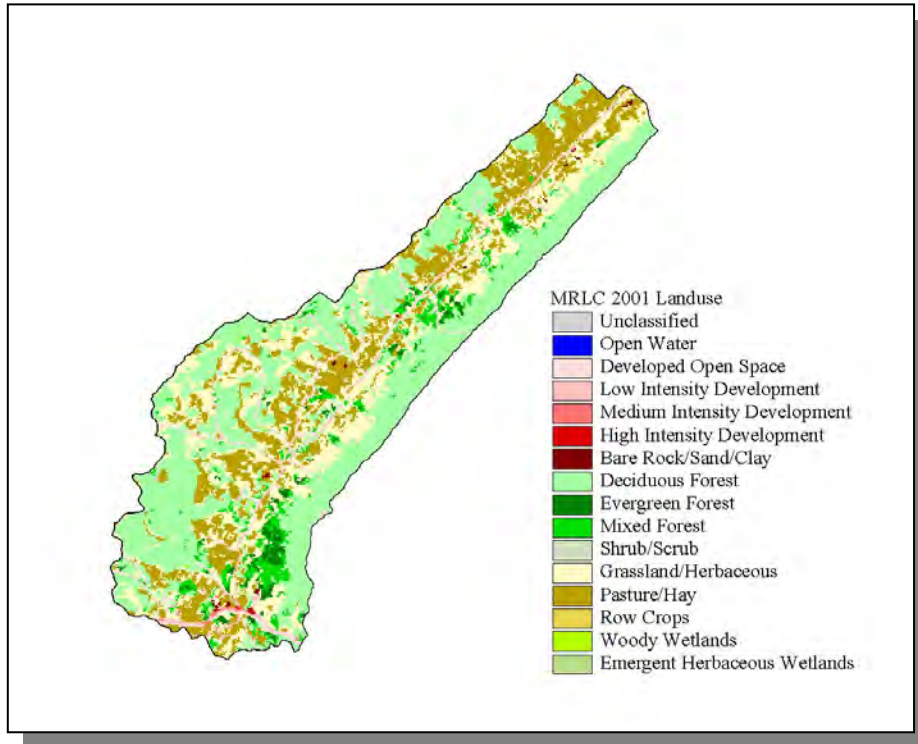 MRLC 2001 Landuse
Unclassified
Open Water
Developed Open Space
Low Intensity Development
Medium Intensity Development
High Intensity Development
Bare Rock/Sand/Clay
Deciduous Forest
Evergreen Forest
Mixed Forest
Shrub/Scrub
Grassland/Herbaceous
Pasture/Hay
Row Crops
Woody Wetlands
Emergent Herbaceous Wetlands